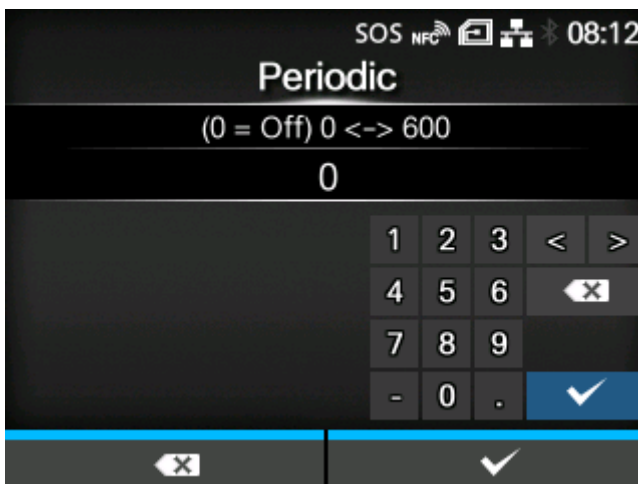 SOS NFC 08:12
Periodic
(0 = Off) 0 <-> 600
0
1 2 3 < >
4 5 6
7 8 9
- 0 .